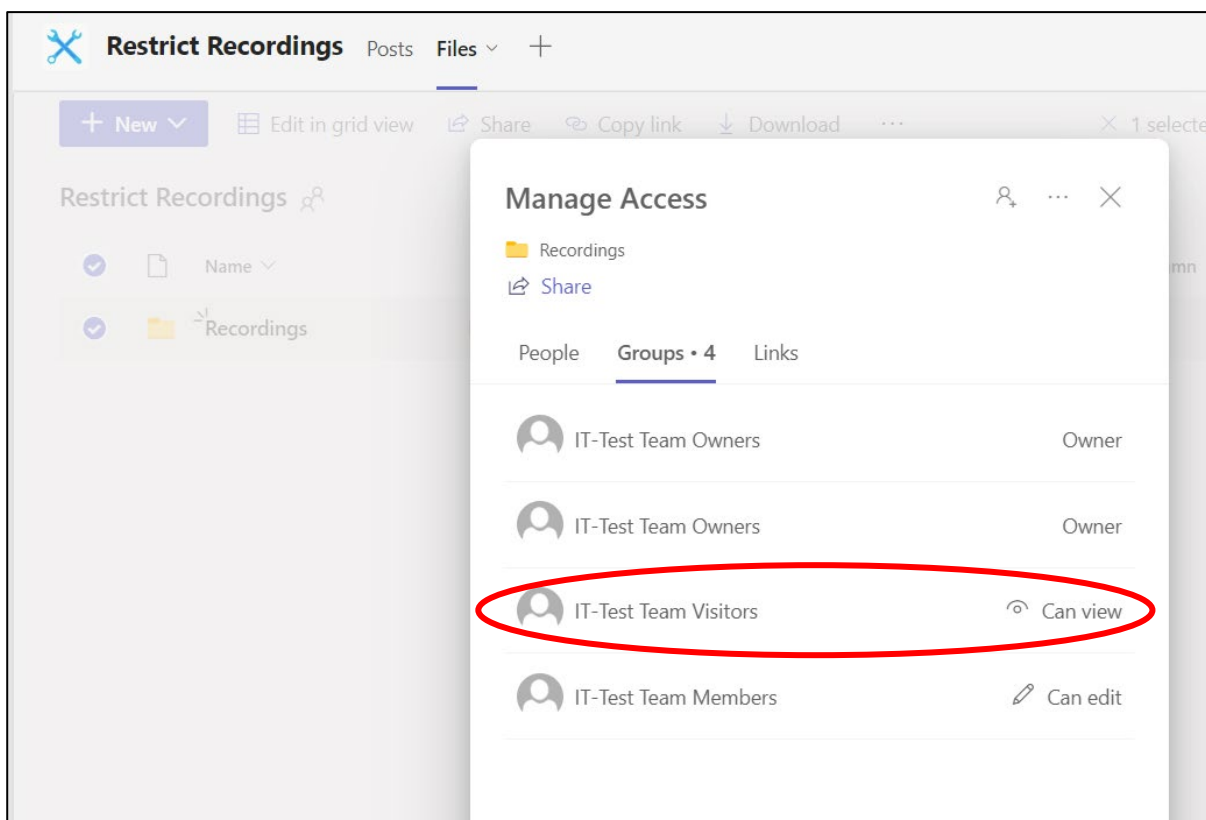 Restrict Recordings Posts Files +
+ New Edit in grid view Share Copy link Download ... × 1 selecte
Restrict Recordings
Manage Access ... ×
Recordings
Share
Name
mn
Recordings
People Groups • 4 Links
IT-Test Team Owners Owner
IT-Test Team Owners Owner
IT-Test Team Visitors Can view
IT-Test Team Members Can edit